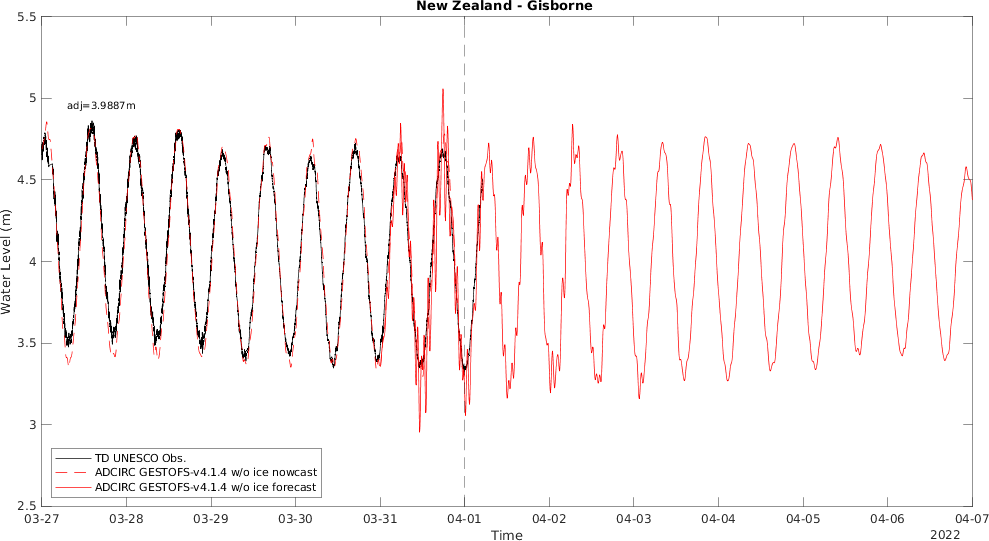 New Zealand - Gisborne
5.5
5
4.5
4
3.5
3
2.5
Water Level (m)
adj=3.9887m
TD UNESCO Obs.
ADCIRC GESTOFS-v4.1.4 w/o ice nowcast
ADCIRC GESTOFS-v4.1.4 w/o ice forecast
03-27 03-28 03-29 03-30 03-31 04-01 04-02 04-03 04-04 04-05 04-06 04-07
Time
2022